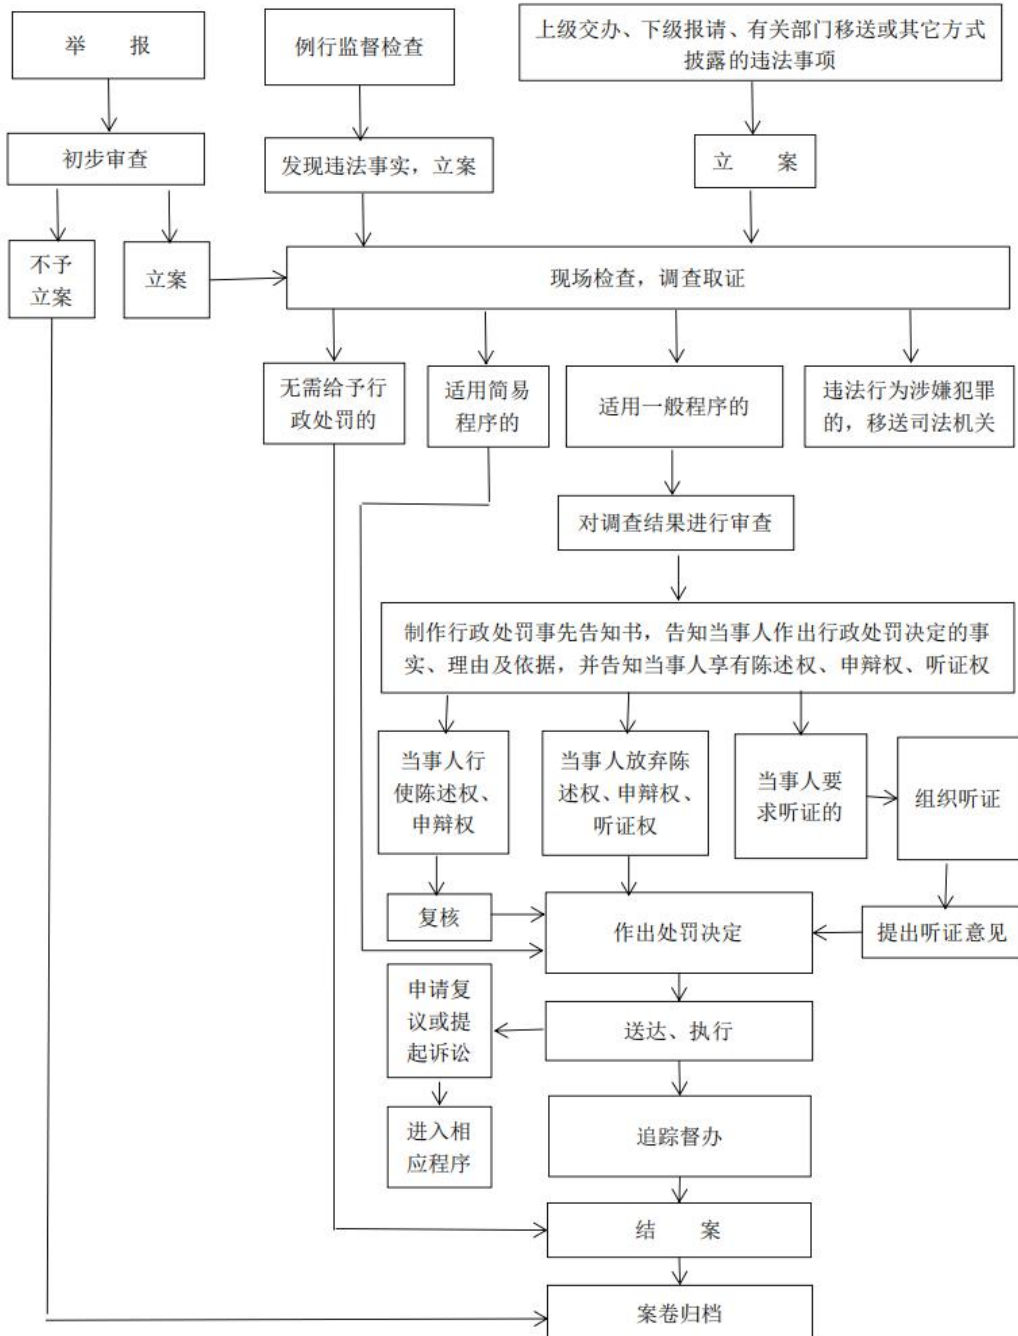 举 报
例行监督检查
上级交办、下级报请、有关部门移送或其它方式
披露的违法事项
初步审查
发现违法事实，立案
立 案
不予
立案
立案
现场检查，调查取证
无需给予行
政处罚的
适用简易
程序的
适用一般程序的
违法行为涉嫌犯罪
的，移送司法机关
对调查结果进行审查
制作行政处罚事先告知书，告知当事人作出行政处罚决定的事
实、理由及依据，并告知当事人享有陈述权、申辩权、听证权
当事人行
使陈述权、
申辩权
当事人放弃陈
述权、申辩权、
听证权
当事人要
求听证的
组织听证
复核
作出处罚决定
提出听证意见
申请复
议或提
起诉讼
送达、执行
进入相
应程序
追踪督办
结 案
案卷归档